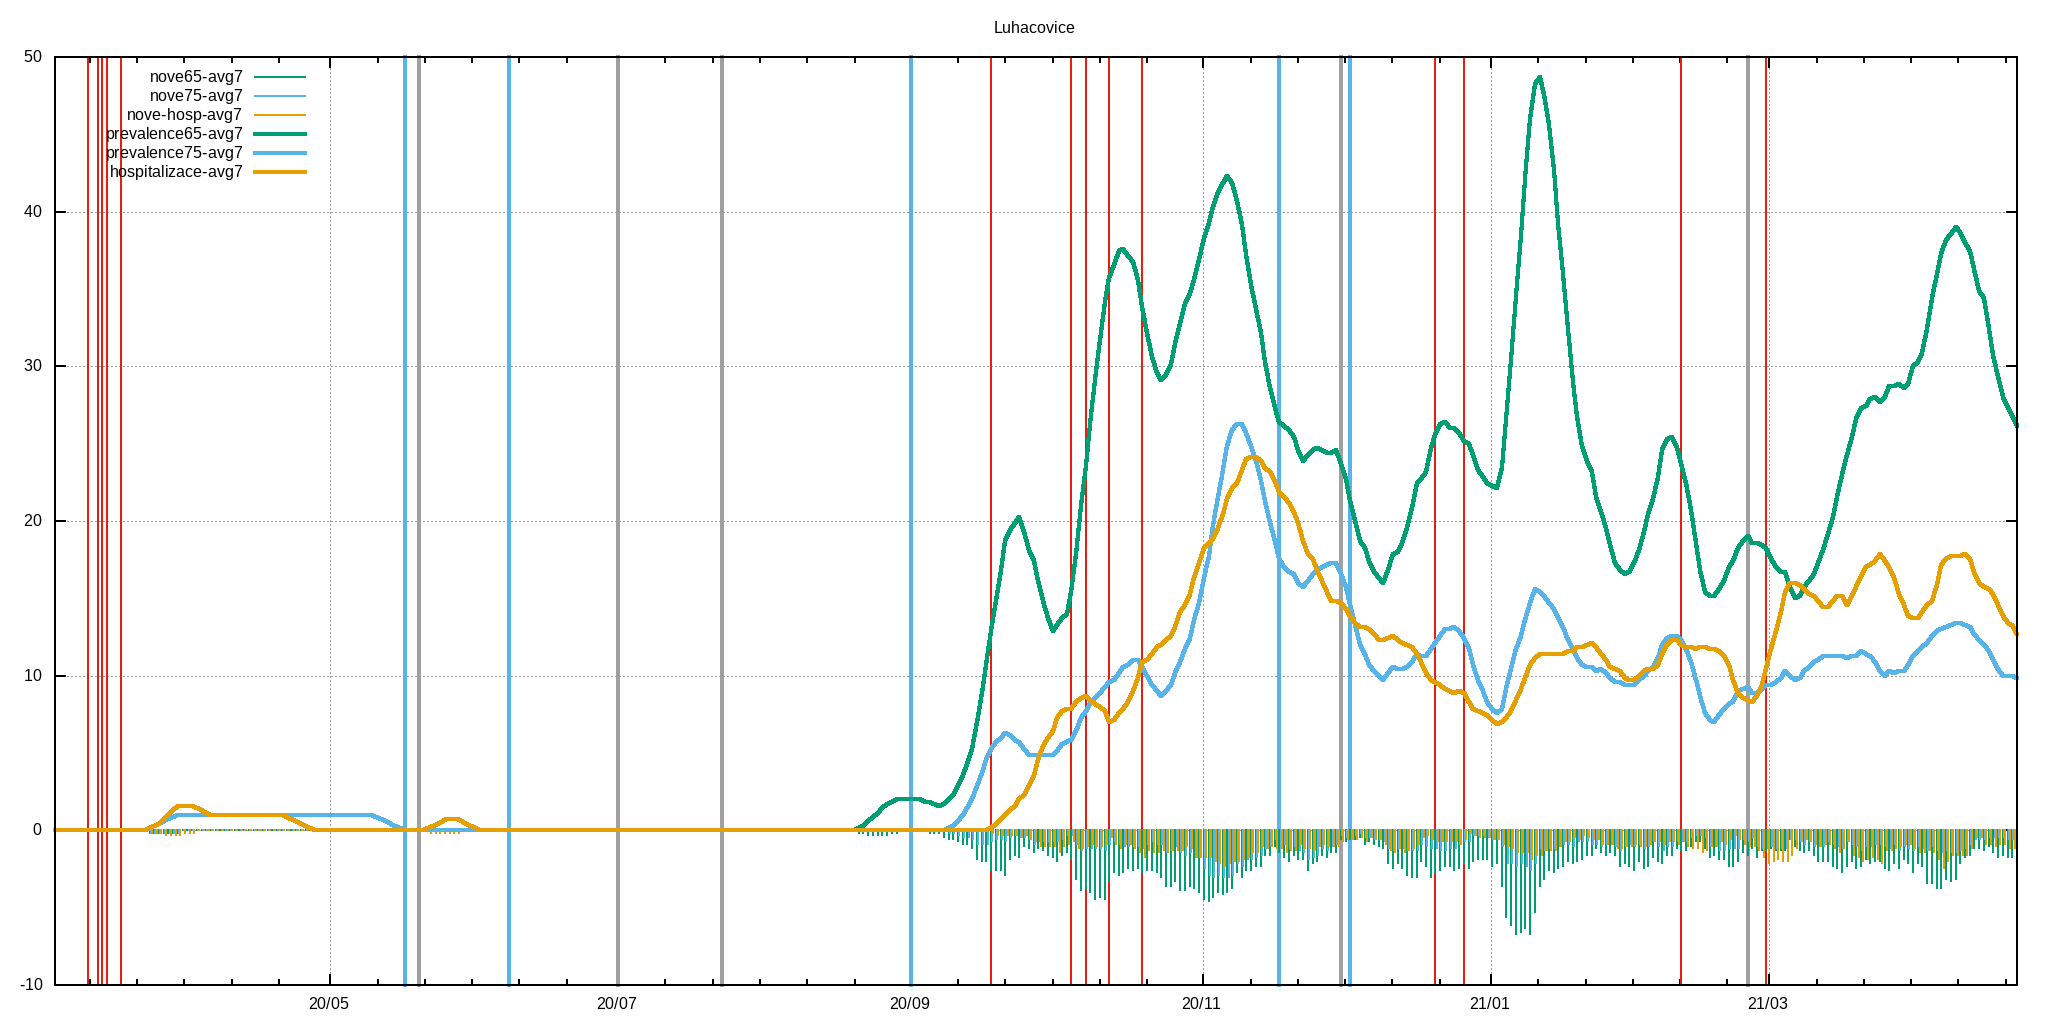 Luhacovice
50
nove65-avg7
nove75-avg7
nove-hosp-avg7
prevalence65-avg7
prevalence75-avg7
hospitalizace-avg7
40
30
20
10
0
-10
20/05 20/07 20/09 20/11 21/01 21/03